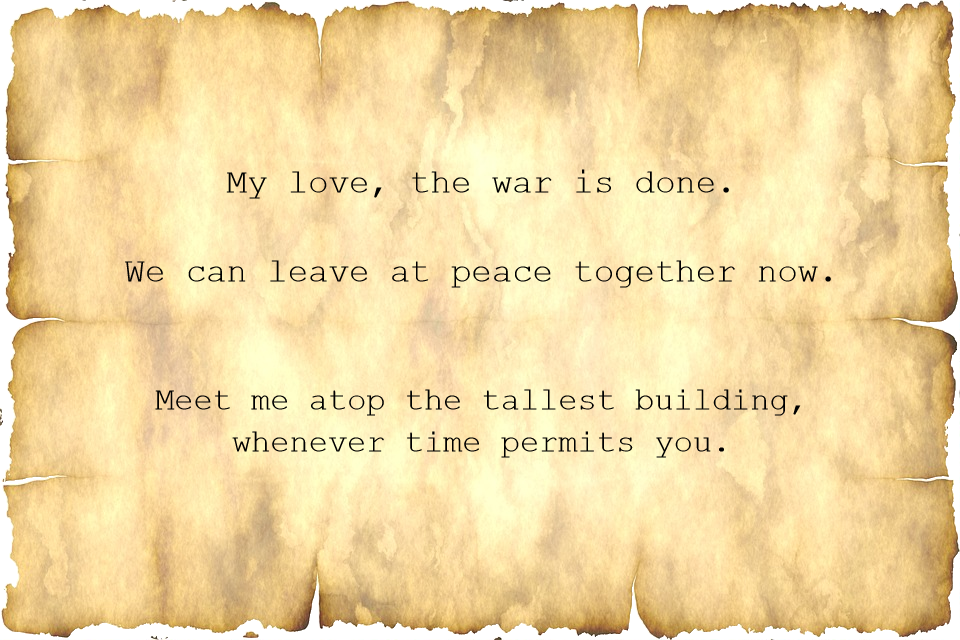 My love, the war is done.
We can leave at peace together now.
Meet me atop the tallest building,
whenever time permits you.